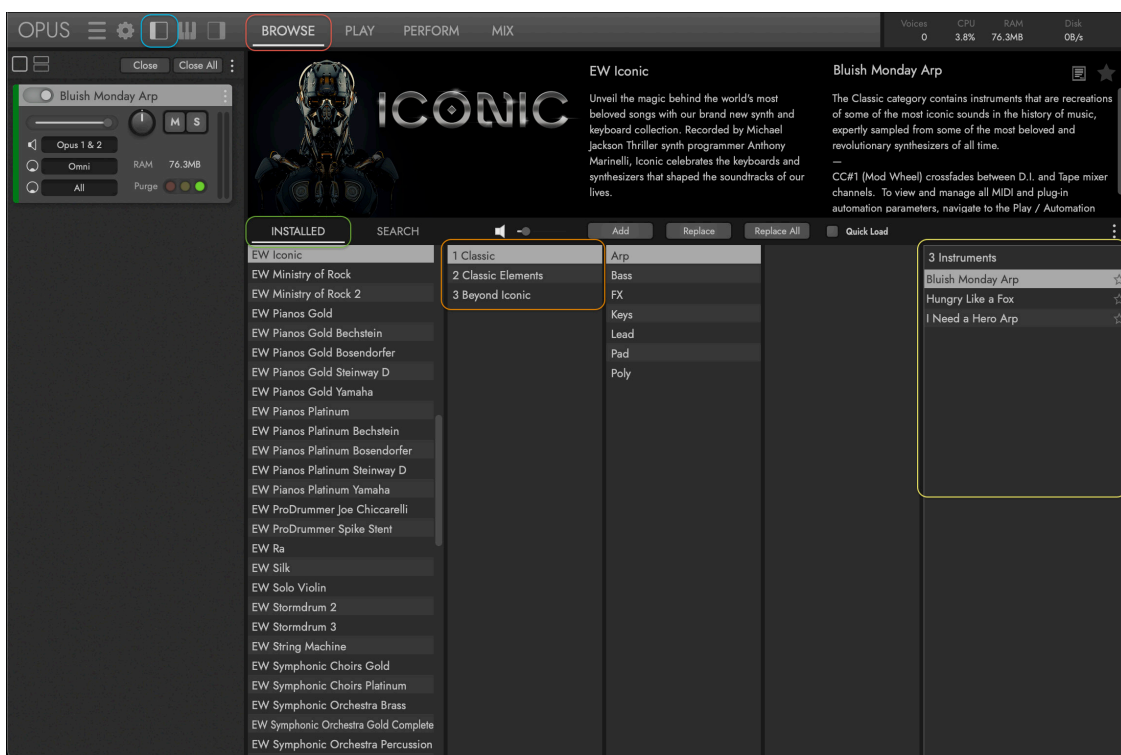 OPUS
BROWSE
PLAY
PERFORM
MIX
Voices
0
CPU
3.8%
RAM
76.3MB
Disk
0B/s
Close
Close All
Bluish Monday Arp
M
S
Opus 1 & 2
Omni
RAM 76.3MB
All
Purge
ICONIC
EW Iconic
Unveil the magic behind the world's most
beloved songs with our brand new synth and
keyboard collection. Recorded by Michael
Jackson Thriller synth programmer Anthony
Marinelli, Iconic celebrates the keyboards and
synthesizers that shaped the soundtracks of our
lives.
Bluish Monday Arp
The Classic category contains instruments that are recreations
of some of the most iconic sounds in the history of music,
expertly sampled from some of the most beloved and
revolutionary synthesizers of all time.
—
CC#1 (Mod Wheel) crossfades between D.I. and Tape mixer
channels. To view and manage all MIDI and plug-in
automation parameters, navigate to the Play / Automation
INSTALLED
SEARCH
Add
Replace
Replace All
Quick Load
EW Iconic
EW Ministry of Rock
EW Ministry of Rock 2
EW Pianos Gold
EW Pianos Gold Bechstein
EW Pianos Gold Bosendorfer
EW Pianos Gold Steinway D
EW Pianos Gold Yamaha
EW Pianos Platinum
EW Pianos Platinum Bechstein
EW Pianos Platinum Bosendorfer
EW Pianos Platinum Steinway D
EW Pianos Platinum Yamaha
EW ProDrummer Joe Chiccarelli
EW ProDrummer Spike Stent
EW Ra
EW Silk
EW Solo Violin
EW Stormdrum 2
EW Stormdrum 3
EW String Machine
EW Symphonic Choirs Gold
EW Symphonic Choirs Platinum
EW Symphonic Orchestra Brass
EW Symphonic Orchestra Gold Complete
EW Symphonic Orchestra Percussion
1 Classic
2 Classic Elements
3 Beyond Iconic
Arp
Bass
FX
Keys
Lead
Pad
Poly
3 Instruments
Bluish Monday Arp
Hungry Like a Fox
I Need a Hero Arp